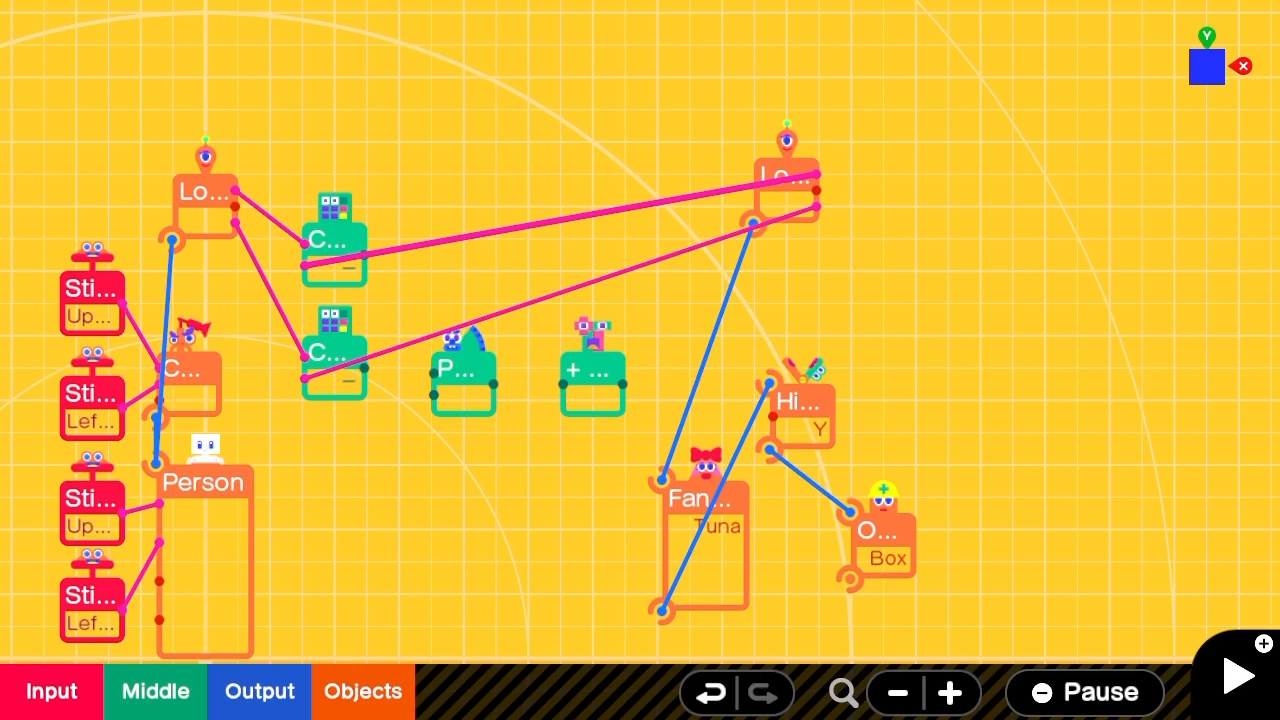 Y
X
Lo...
Lo...
C...
Sti...
Up...
C...
P...
+ ...
C...
Sti...
Lef...
Hi...
Y
Sti...
Up...
Person
Fan...
Tuna
O...
Box
Sti...
Lef...
Input
Middle
Output
Objects
Pause